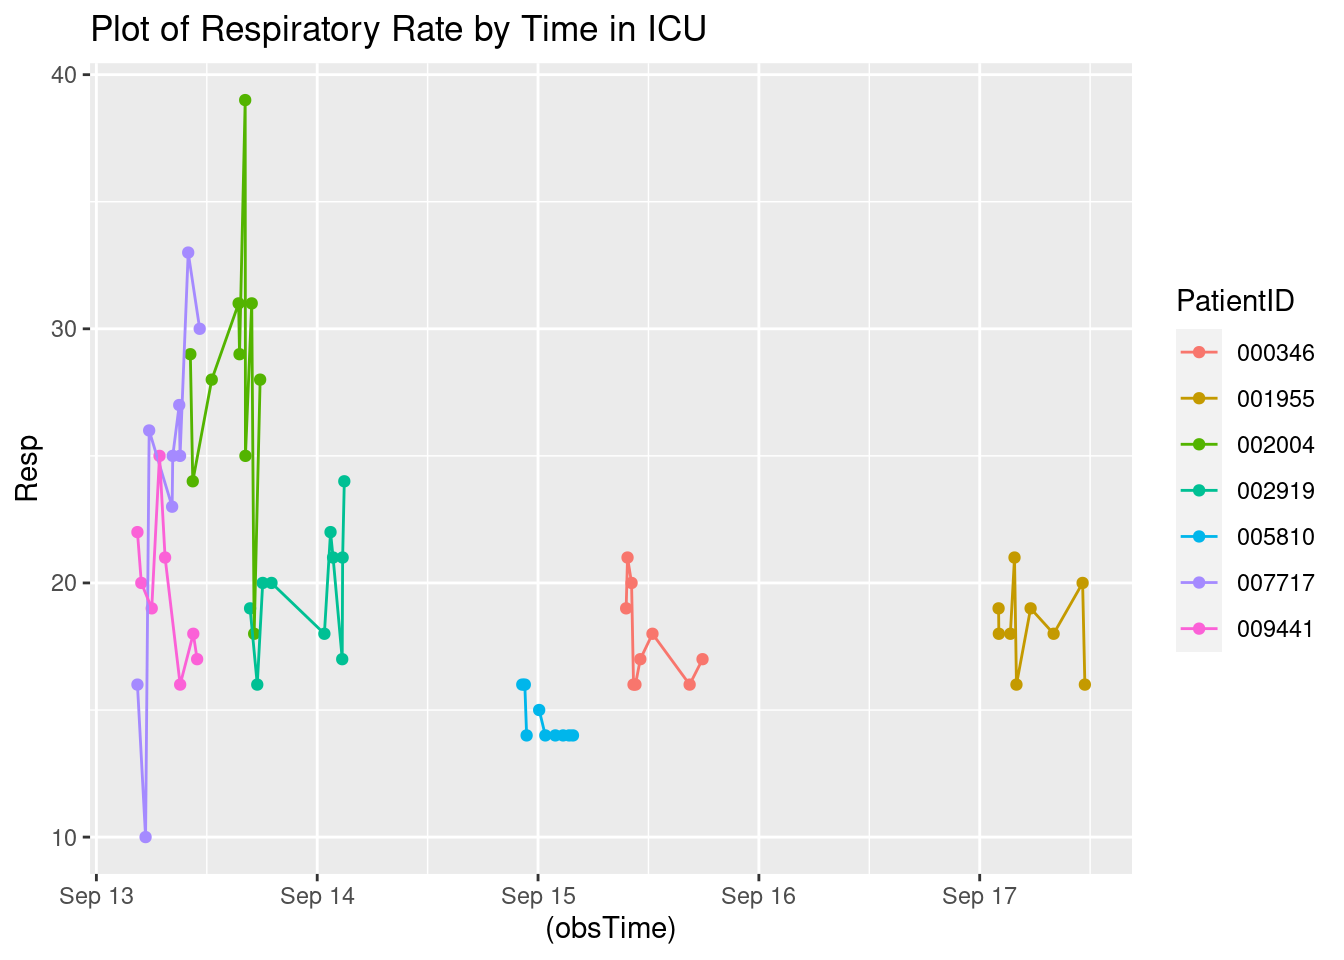 Plot of Respiratory Rate by Time in ICU
40
30
20
10
Resp
Sep 13 Sep 14 Sep 15 Sep 16 Sep 17
(obsTime)
PatientID
000346
001955
002004
002919
005810
007717
009441